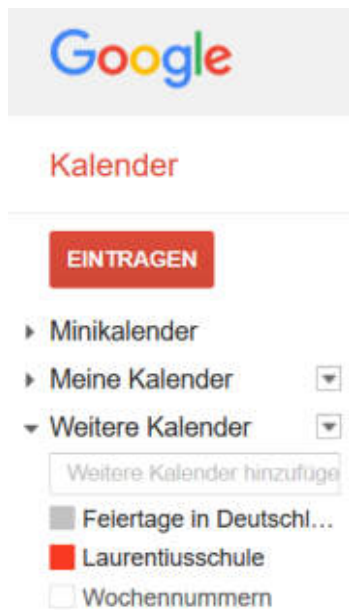 Google
Kalender
EINTRAGEN
Minikalender
Meine Kalender
Weitere Kalender
Weitere Kalender hinzufüge
Feiertage in Deutschl...
Laurentiusschule
Wochennummern